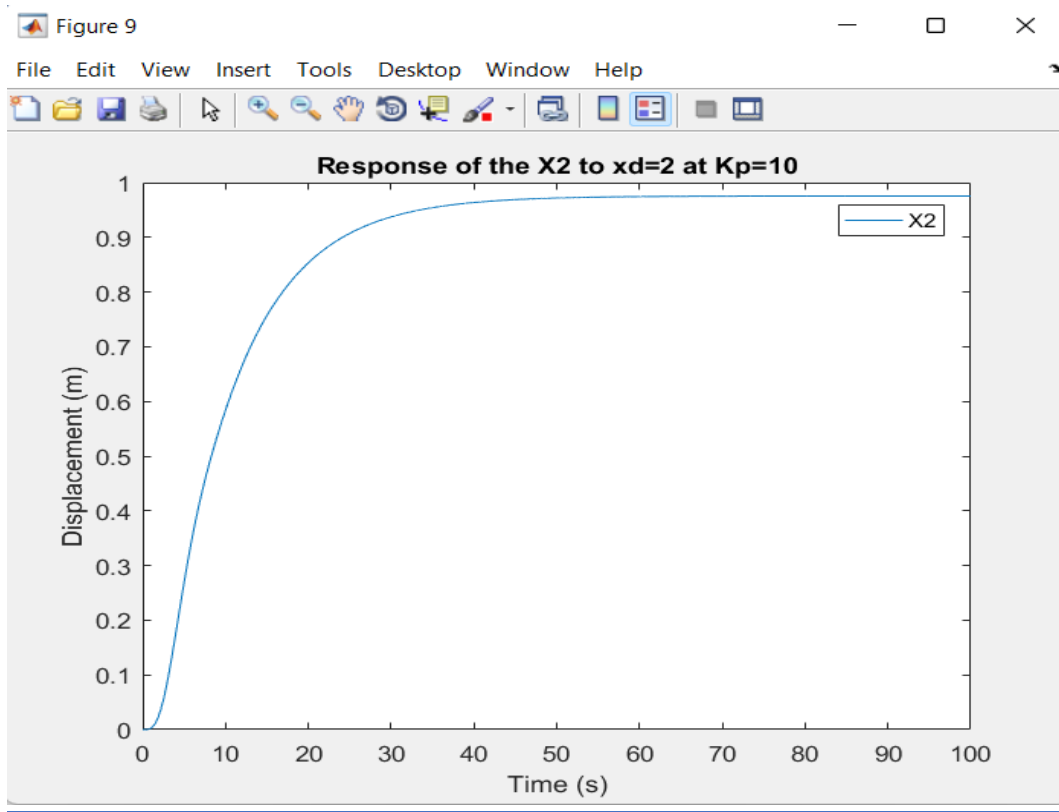 Figure 9
File Edit View Insert Tools Desktop Window Help
Response of the X2 to xd=2 at Kp=10
1
X2
0.9
0.8
0.7
0.6
0.5
0.4
0.3
0.2
0.1
0
Displacement (m)
0 10 20 30 40 50 60 70 80 90 100
Time (s)